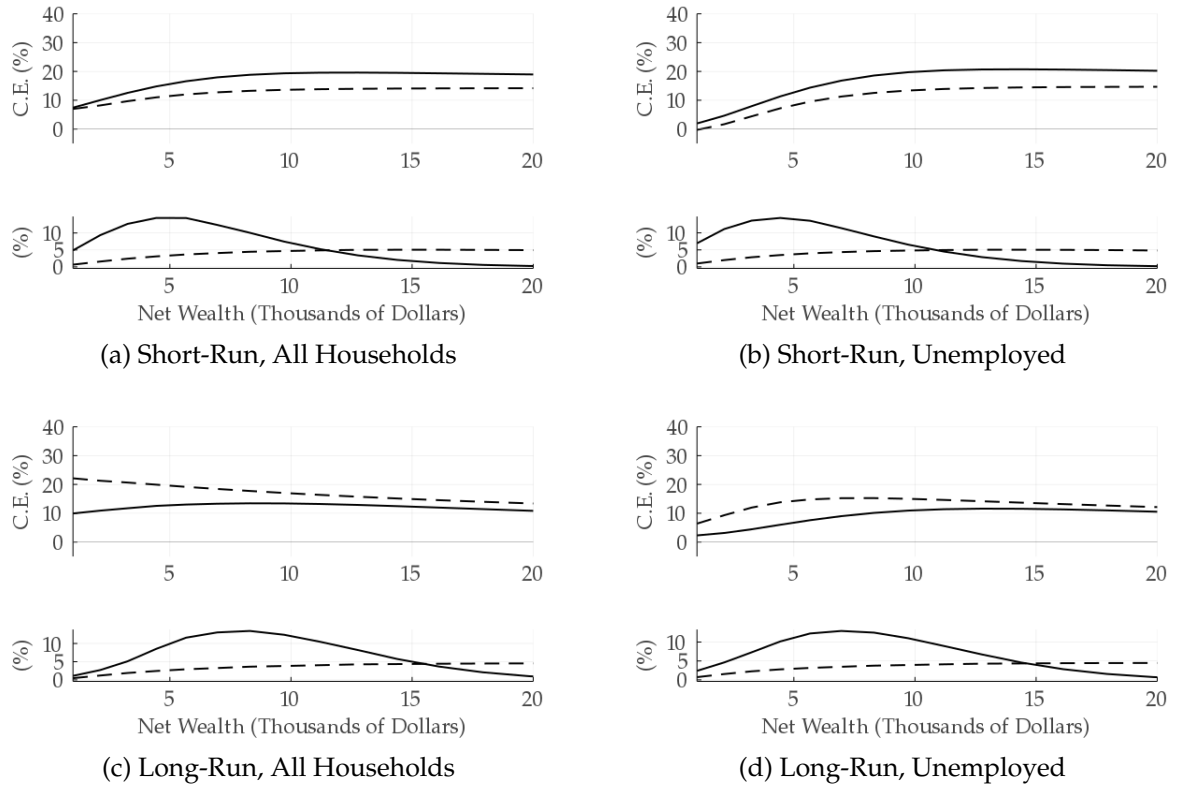 40
30
20
10
0
C.E. (%)
5 10 15 20
10
5
0
(%)
5 10 15 20
Net Wealth (Thousands of Dollars)
(a) Short-Run, All Households
40
30
20
10
0
C.E. (%)
5 10 15 20
10
5
0
(%)
5 10 15 20
Net Wealth (Thousands of Dollars)
(b) Short-Run, Unemployed
40
30
20
10
0
C.E. (%)
5 10 15 20
10
5
0
(%)
5 10 15 20
Net Wealth (Thousands of Dollars)
(c) Long-Run, All Households
40
30
20
10
0
C.E. (%)
5 10 15 20
10
5
0
(%)
5 10 15 20
Net Wealth (Thousands of Dollars)
(d) Long-Run, Unemployed